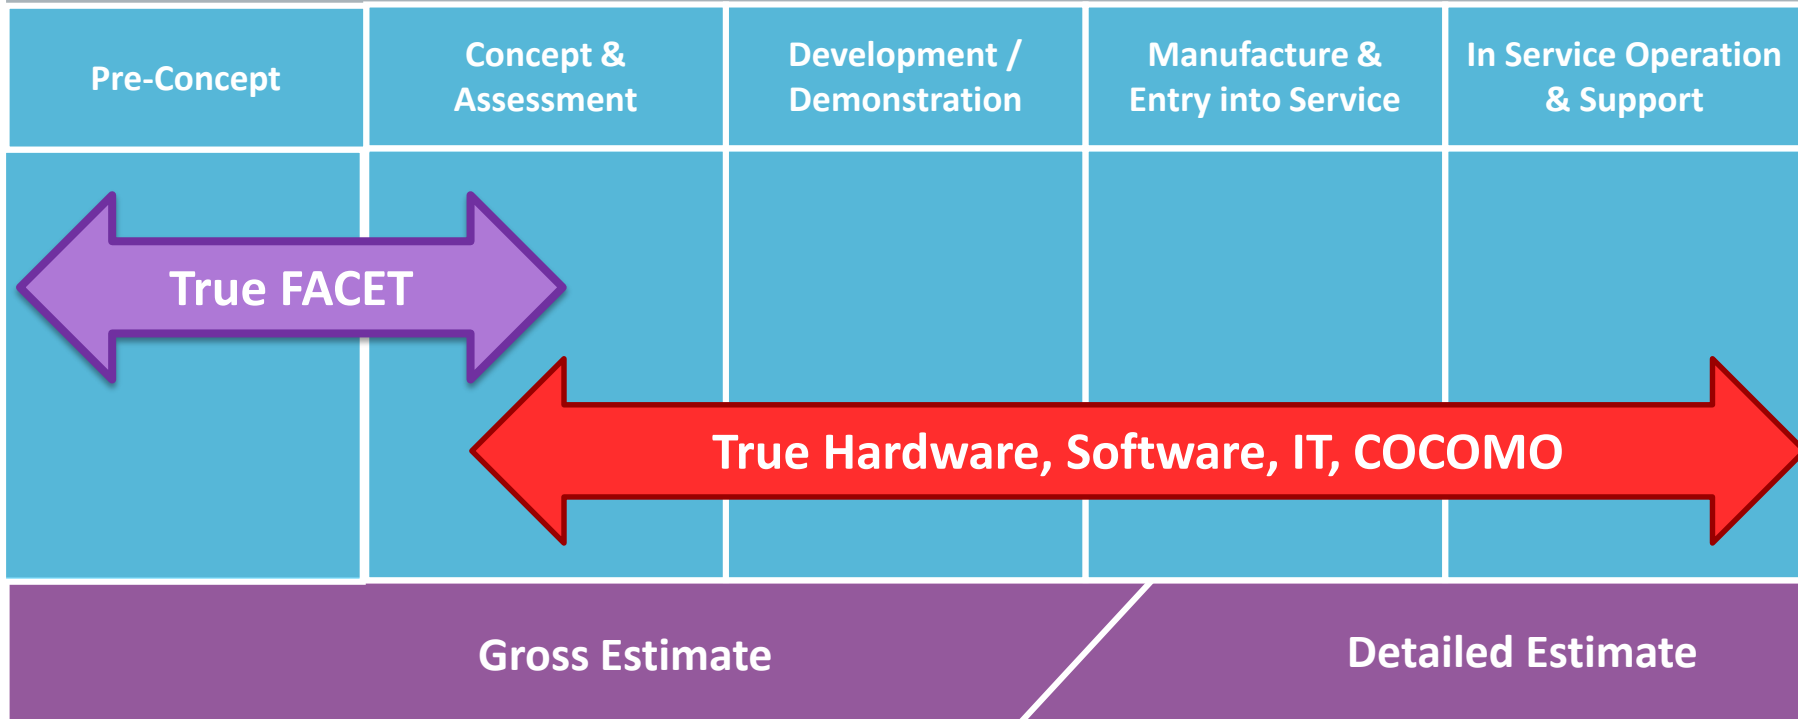 Pre-Concept
Concept &
Assessment
Development /
Demonstration
Manufacture &
Entry into Service
In Service Operation
& Support
True FACET
True Hardware, Software, IT, COCOMO
Gross Estimate
Detailed Estimate